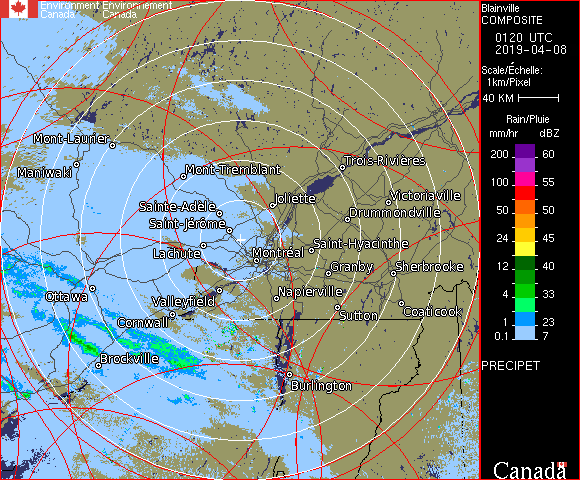 Environment Environnement
Canada Canada
Blainville
COMPOSITE
0120 UTC
2019-04-08
Scale/Échelle:
1km/Pixel
40 KM
Rain/Pluie
mm/hr dBZ
200 60
100 55
50 50
24 45
12 40
4 33
1 23
0.1 7
PRECIPET
Canada
Mont-Laurier
Maniwaki
Mont-Tremblant
Trois-Rivières
Joliette
Victoriaville
Sainte-Adèle
Drummondville
Saint-Jérôme
Saint-Hyacinthe
Lachute
Montréal
Granby
Sherbrooke
Ottawa
Valleyfield
Napierville
Coaticook
Sutton
Cornwall
Brockville
Burlington